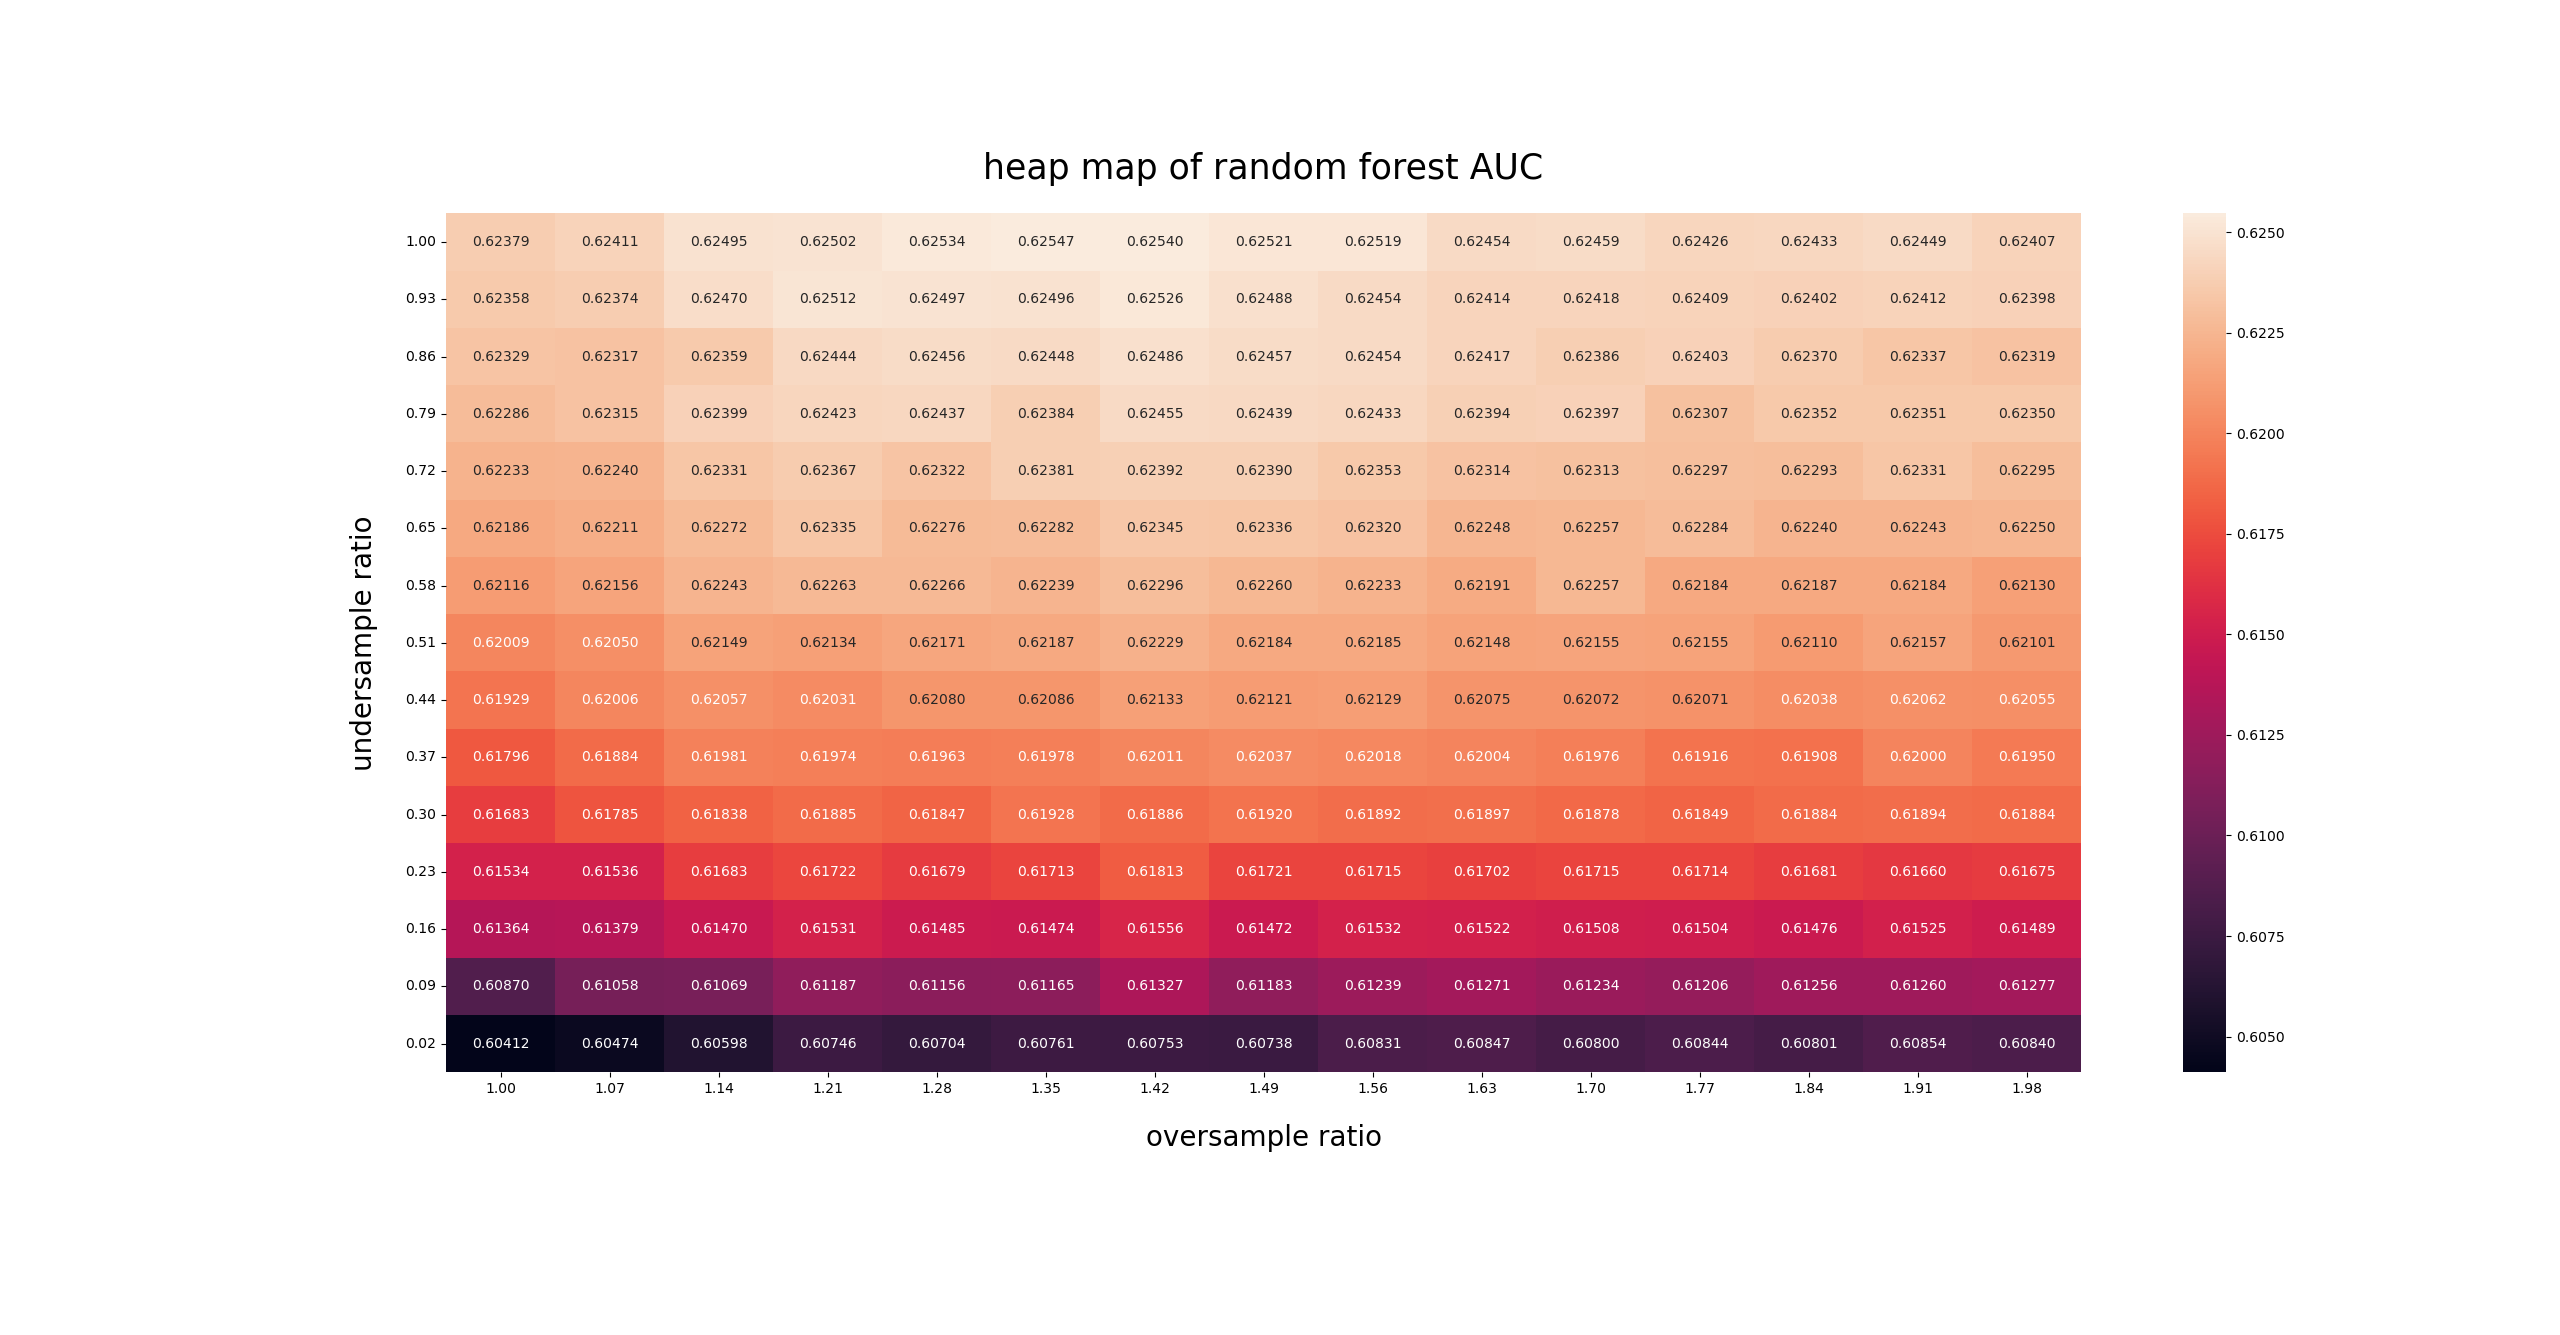 heap map of random forest AUC
1.00 0.62379 0.62411 0.62495 0.62502 0.62534 0.62547 0.62540 0.62521 0.62519 0.62454 0.62459 0.62426 0.62433 0.62449 0.62407
0.93 0.62358 0.62374 0.62470 0.62512 0.62497 0.62496 0.62526 0.62488 0.62454 0.62414 0.62418 0.62409 0.62402 0.62412 0.62398
0.86 0.62329 0.62317 0.62359 0.62444 0.62456 0.62448 0.62486 0.62457 0.62454 0.62417 0.62386 0.62403 0.62370 0.62337 0.62319
0.79 0.62286 0.62315 0.62399 0.62423 0.62437 0.62384 0.62455 0.62439 0.62433 0.62394 0.62397 0.62307 0.62352 0.62351 0.62350
0.72 0.62233 0.62240 0.62331 0.62367 0.62322 0.62381 0.62392 0.62390 0.62353 0.62314 0.62313 0.62297 0.62293 0.62331 0.62295
0.65 0.62186 0.62211 0.62272 0.62335 0.62276 0.62282 0.62345 0.62336 0.62320 0.62248 0.62257 0.62284 0.62240 0.62243 0.62250
0.58 0.62116 0.62156 0.62243 0.62263 0.62266 0.62239 0.62296 0.62260 0.62233 0.62191 0.62257 0.62184 0.62187 0.62184 0.62130
0.51 0.62009 0.62050 0.62149 0.62134 0.62171 0.62187 0.62229 0.62184 0.62185 0.62148 0.62155 0.62155 0.62110 0.62157 0.62101
0.44 0.61929 0.62006 0.62057 0.62031 0.62080 0.62086 0.62133 0.62121 0.62129 0.62075 0.62072 0.62071 0.62038 0.62062 0.62055
0.37 0.61796 0.61884 0.61981 0.61974 0.61963 0.61978 0.62011 0.62037 0.62018 0.62004 0.61976 0.61916 0.61908 0.62000 0.61950
0.30 0.61683 0.61785 0.61838 0.61885 0.61847 0.61928 0.61886 0.61920 0.61892 0.61897 0.61878 0.61849 0.61884 0.61894 0.61884
0.23 0.61534 0.61536 0.61683 0.61722 0.61679 0.61713 0.61813 0.61721 0.61715 0.61702 0.61715 0.61714 0.61681 0.61660 0.61675
0.16 0.61364 0.61379 0.61470 0.61531 0.61485 0.61474 0.61556 0.61472 0.61532 0.61522 0.61508 0.61504 0.61476 0.61525 0.61489
0.09 0.60870 0.61058 0.61069 0.61187 0.61156 0.61165 0.61327 0.61183 0.61239 0.61271 0.61234 0.61206 0.61256 0.61260 0.61277
0.02 0.60412 0.60474 0.60598 0.60746 0.60704 0.60761 0.60753 0.60738 0.60831 0.60847 0.60800 0.60844 0.60801 0.60854 0.60840
1.00 1.07 1.14 1.21 1.28 1.35 1.42 1.49 1.56 1.63 1.70 1.77 1.84 1.91 1.98
oversample ratio
undersample ratio
0.6250
0.6225
0.6200
0.6175
0.6150
0.6125
0.6100
0.6075
0.6050